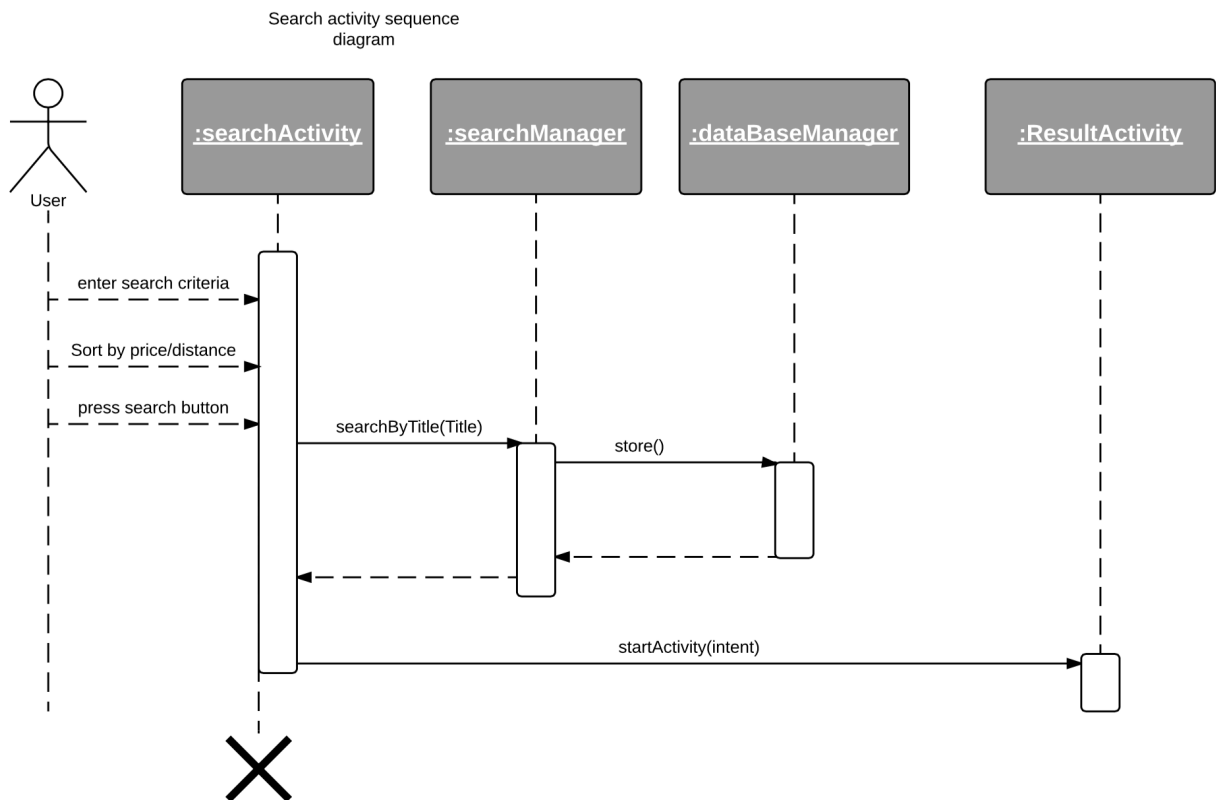 Search activity sequence
diagram
:searchActivity
:searchManager
:dataBaseManager
:ResultActivity
User
enter search criteria
Sort by price/distance
press search button
searchByTitle(Title)
store()
startActivity(intent)